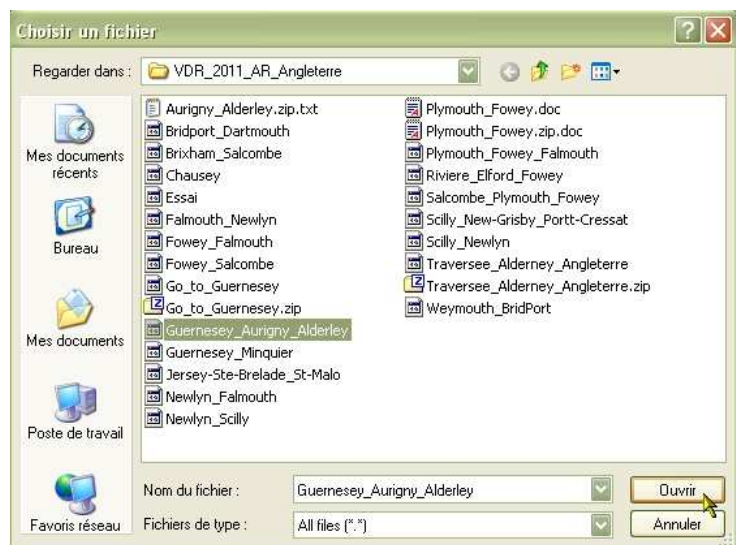 Choisir un fichier
Regarder dans :
VDR_2011_AR_Angleterre
Mes documents
récents
Bureau
Mes documents
Poste de travail
Favoris réseau
Aurigny_Alderley.zip.txt
Bridport_Dartmouth
Brixham_Salcombe
Chausey
Essai
Falmouth_Newlyn
Fowey_Falmouth
Fowey_Salcombe
Go_to_Guernesey
Go_to_Guernesey.zip
Guernesey_Aurigny_Alderley
Guernesey_Minquier
Jersey-Ste-Brelade_St-Malo
Newlyn_Falmouth
Newlyn_Scilly
Plymouth_Fowey.doc
Plymouth_Fowey.zip.doc
Plymouth_Fowey_Falmouth
Riviere_Elford_Fowey
Salcombe_Plymouth_Fowey
Scilly_New-Grisby_Portt-Cressat
Scilly_Newlyn
Traversee_Alderney_Angleterre
Traversee_Alderney_Angleterre.zip
Weymouth_BridPort
Nom du fichier :
Guernesey_Aurigny_Alderley
Ouvrir
Fichiers de type :
All files (*.*)
Annuler